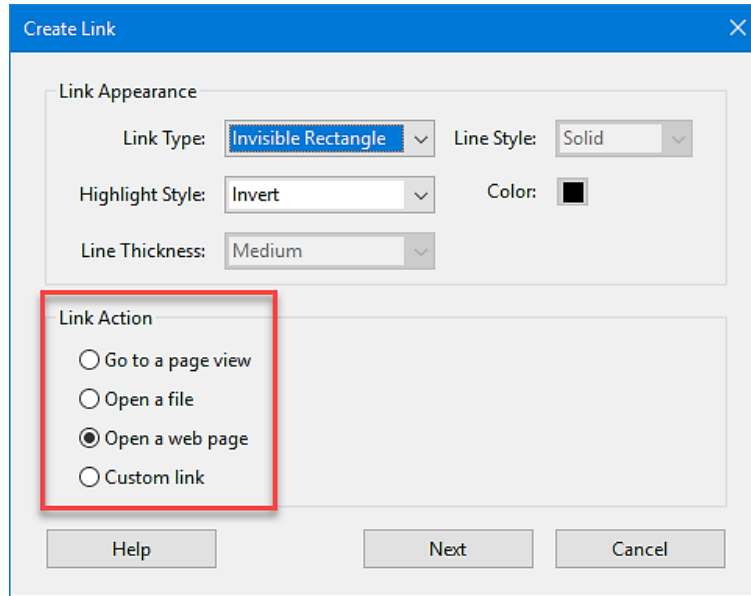 Create Link
Link Appearance
Link Type: Invisible Rectangle Line Style: Solid
Highlight Style: Invert Color:
Line Thickness: Medium
Link Action
Go to a page view
Open a file
Open a web page
Custom link
Help Next Cancel